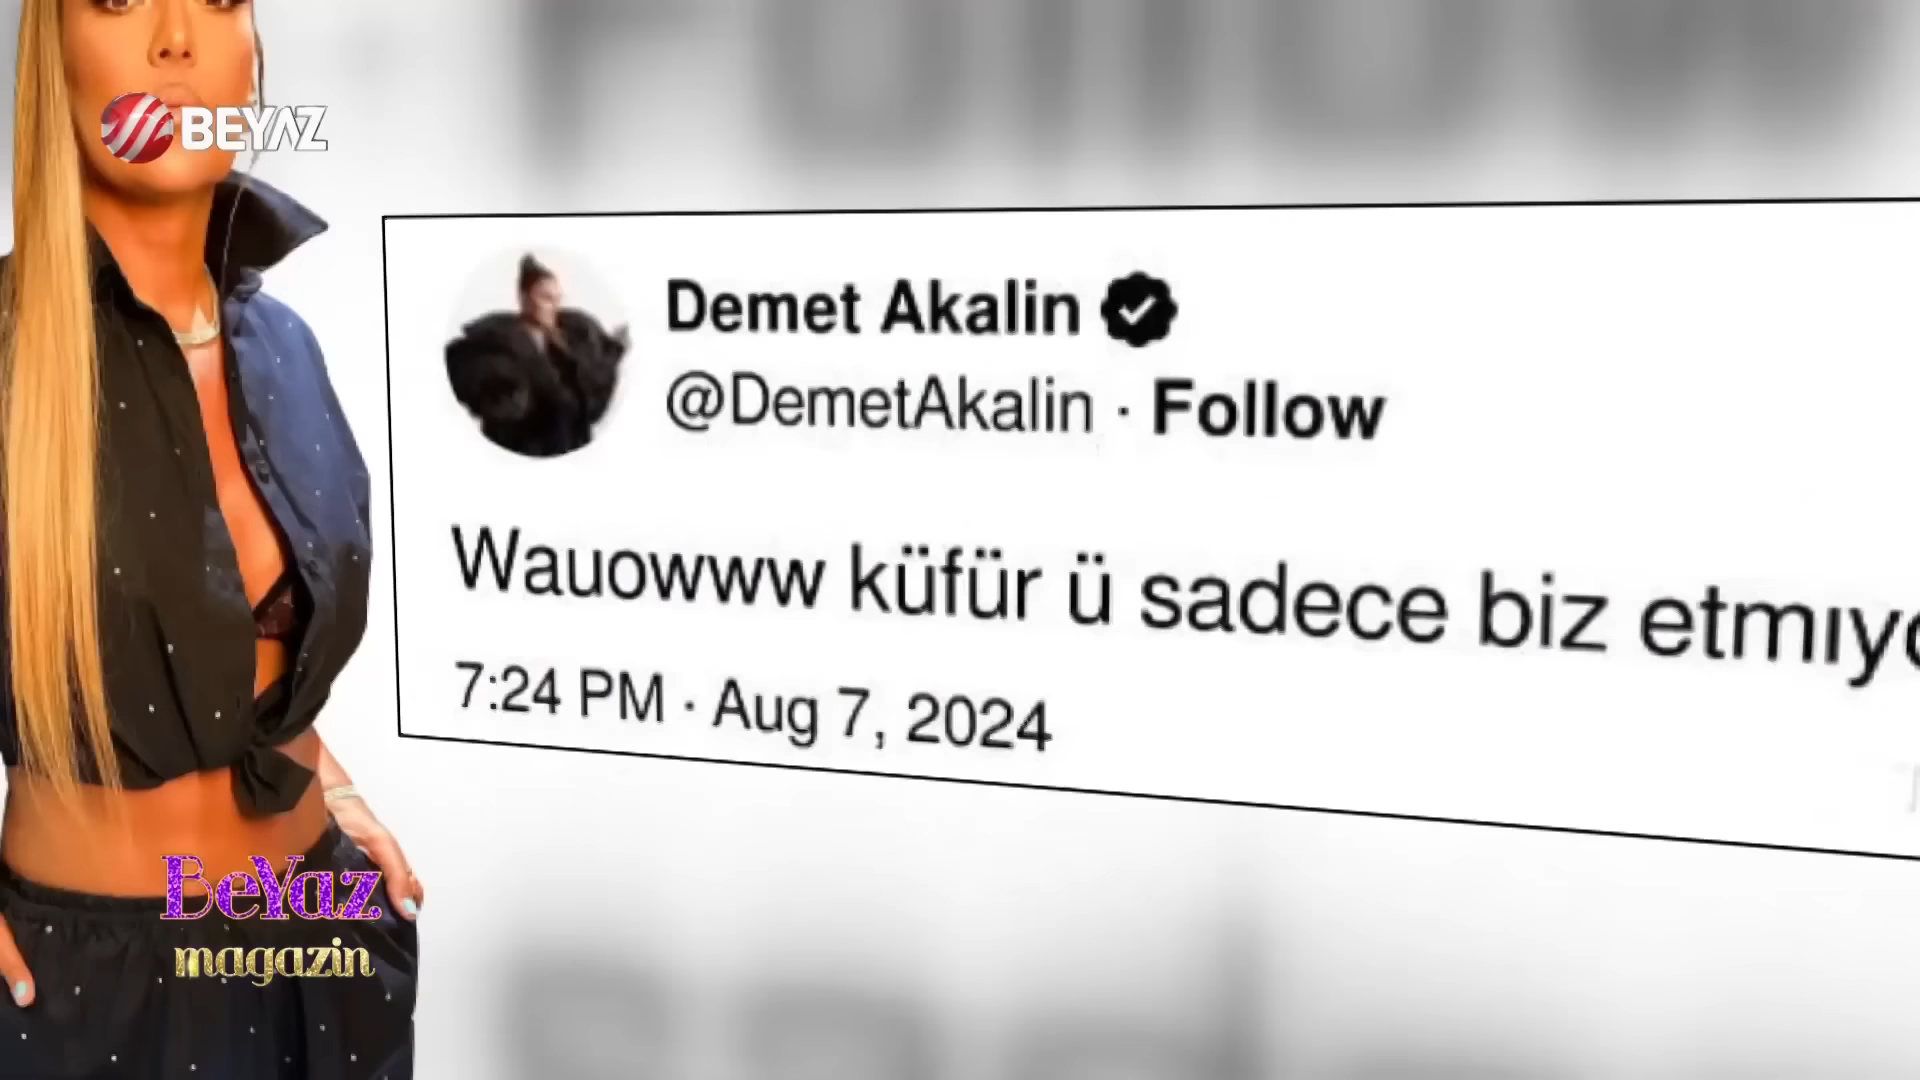 BEYAZ
Demet Akalin
@DemetAkalin · Follow
Wauowww küfür ü sadece biz etmıyo
7:24 PM · Aug 7, 2024
BeYaz
magazin